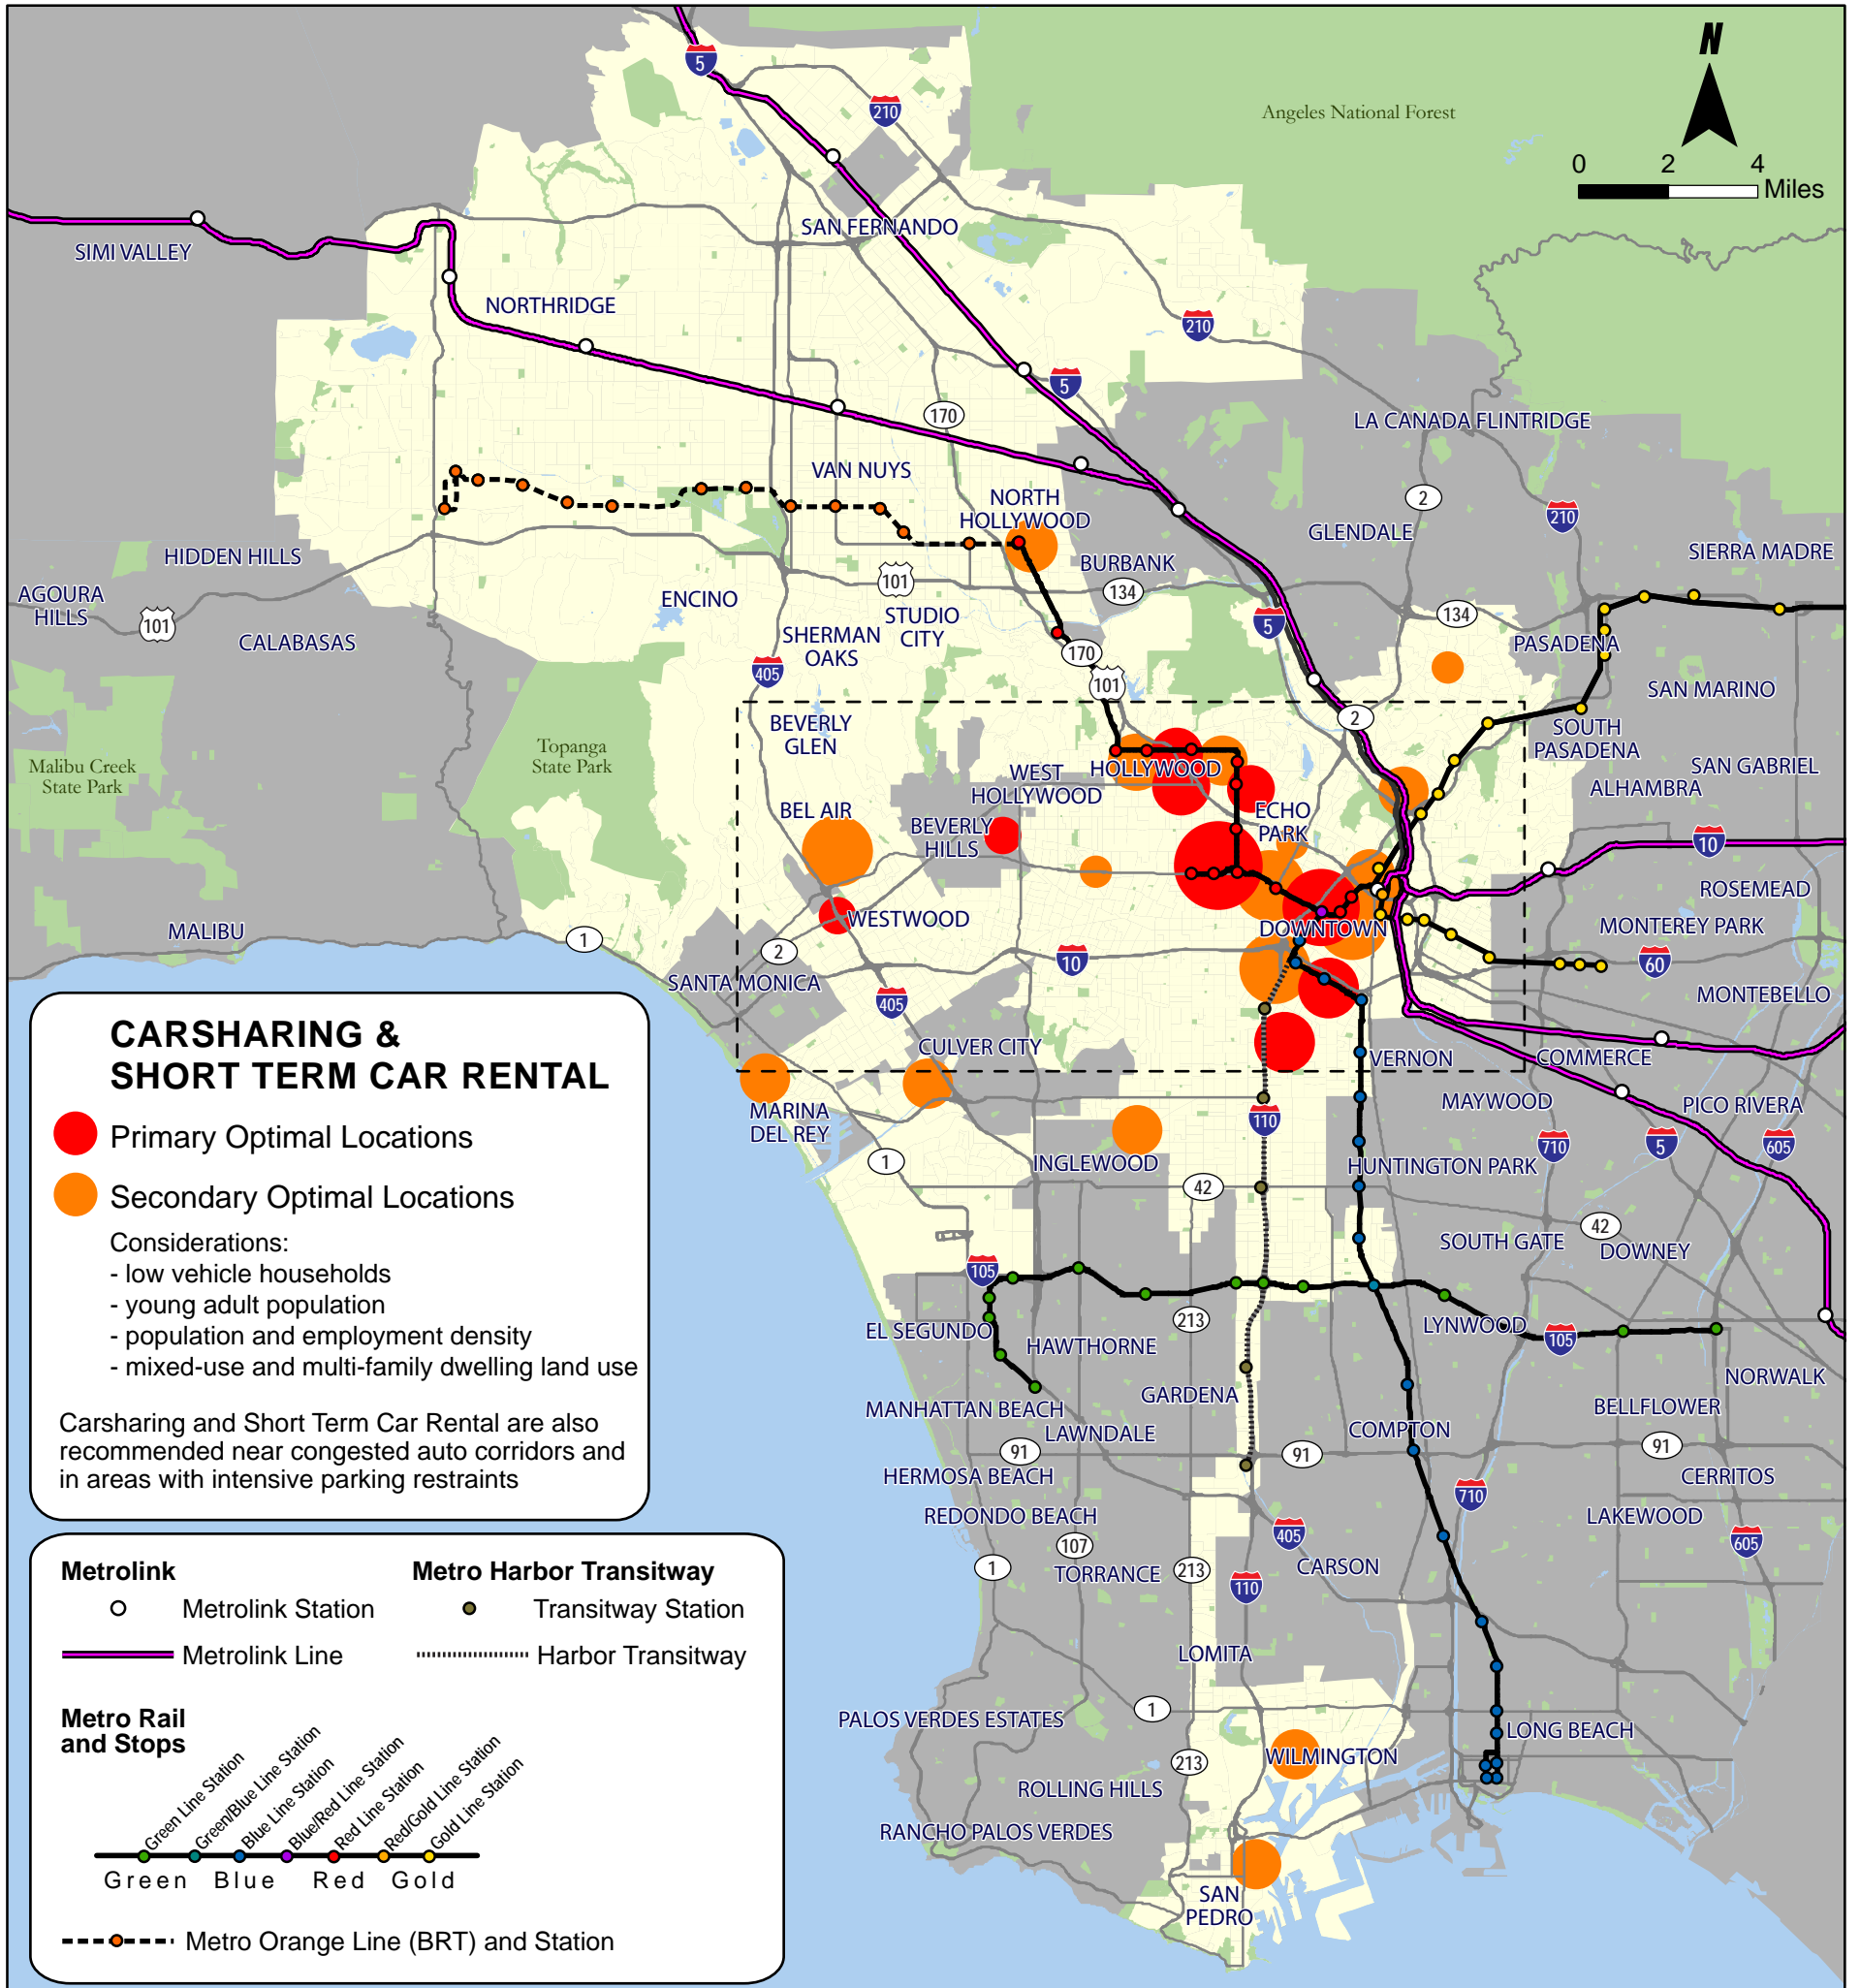 N
0 2 4
Miles
Angeles National Forest
5
210
SAN FERNANDO
SIMI VALLEY
NORTHRIDGE
210
5
170
LA CANADA FLINTRIDGE
VAN NUYS
NORTH
HOLLYWOOD
2
210
GLENDALE
SIERRA MADRE
HIDDEN HILLS
BURBANK
AGOURA
HILLS
101
101
134
ENCINO
STUDIO
CITY
5
134
CALABASAS
SHERMAN
OAKS
170
PASADENA
405
101
SAN MARINO
BEVERLY
GLEN
2
SOUTH
PASADENA
Topanga
State Park
Malibu Creek
State Park
WEST
HOLLYWOOD
HOLLYWOOD
SAN GABRIEL
ALHAMBRA
BEL AIR
BEVERLY
HILLS
ECHO
PARK
10
ROSEMEAD
WESTWOOD
DOWNTOWN
MONTEREY PARK
MALIBU
1
2
10
60
SANTA MONICA
405
MONTEBELLO
CULVER CITY
VERNON
COMMERCE
MARINA
DEL REY
110
MAYWOOD
PICO RIVERA
1
INGLEWOOD
HUNTINGTON PARK
710
5
605
42
42
SOUTH GATE
DOWNEY
105
EL SEGUNDO
213
LYNWOOD
105
HAWTHORNE
NORWALK
MANHATTAN BEACH
GARDENA
BELLFLOWER
LAWNDALE
COMPTON
91
91
91
HERMOSA BEACH
CERRITOS
REDONDO BEACH
710
LAKEWOOD
107
405
605
1
TORRANCE
213
110
CARSON
LOMITA
PALOS VERDES ESTATES
1
LONG BEACH
213
WILMINGTON
ROLLING HILLS
RANCHO PALOS VERDES
SAN
PEDRO
CARSHARING &
SHORT TERM CAR RENTAL
Primary Optimal Locations
Secondary Optimal Locations
Considerations:
- low vehicle households
- young adult population
- population and employment density
- mixed-use and multi-family dwelling land use
Carsharing and Short Term Car Rental are also
recommended near congested auto corridors and
in areas with intensive parking restraints
Metrolink
Metrolink Station
Metrolink Line
Metro Harbor Transitway
Transitway Station
Harbor Transitway
Metro Rail
and Stops
Green Line Station
Green/Blue Line Station
Blue Line Station
Blue/Red Line Station
Red Line Station
Red/Gold Line Station
Gold Line Station
Green Blue Red Gold
Metro Orange Line (BRT) and Station